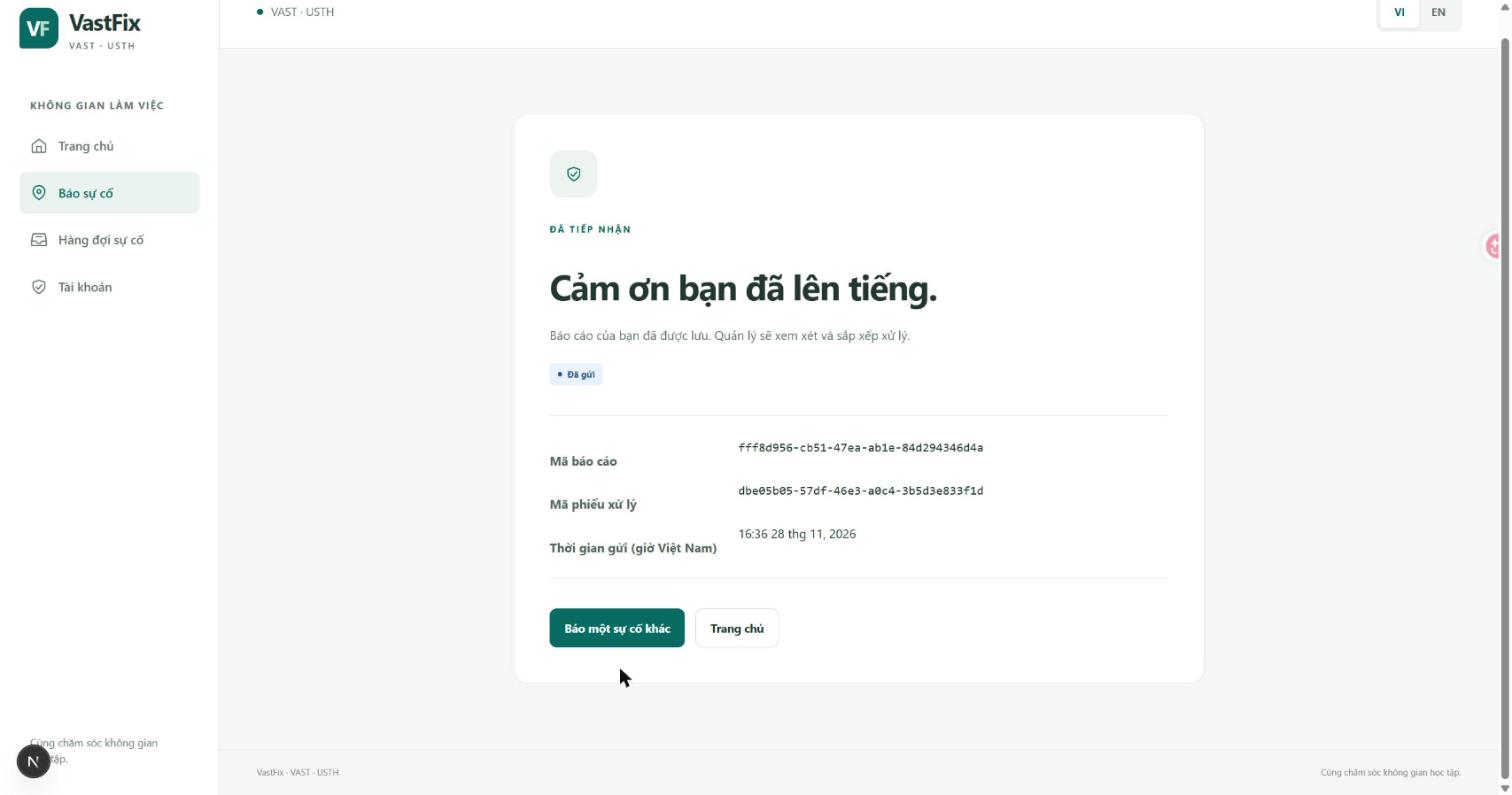 VF VastFix
VAST · USTH
KHÔNG GIAN LÀM VIỆC
Trang chủ
Báo sự cố
Hàng đợi sự cố
Tài khoản
Cùng chăm sóc không gian
tập.
N
VAST · USTH
VI EN
ĐÃ TIẾP NHẬN
Cảm ơn bạn đã lên tiếng.
Báo cáo của bạn đã được lưu. Quản lý sẽ xem xét và sắp xếp xử lý.
Đã gửi
Mã báo cáo fff8d956-cb51-47ea-ab1e-84d294346d4a
Mã phiếu xử lý dbe05b05-57df-46e3-a0c4-3b5d3e833f1d
Thời gian gửi (giờ Việt Nam) 16:36 28 thg 11, 2026
Báo một sự cố khác Trang chủ
VastFix · VAST · USTH Cùng chăm sóc không gian học tập.